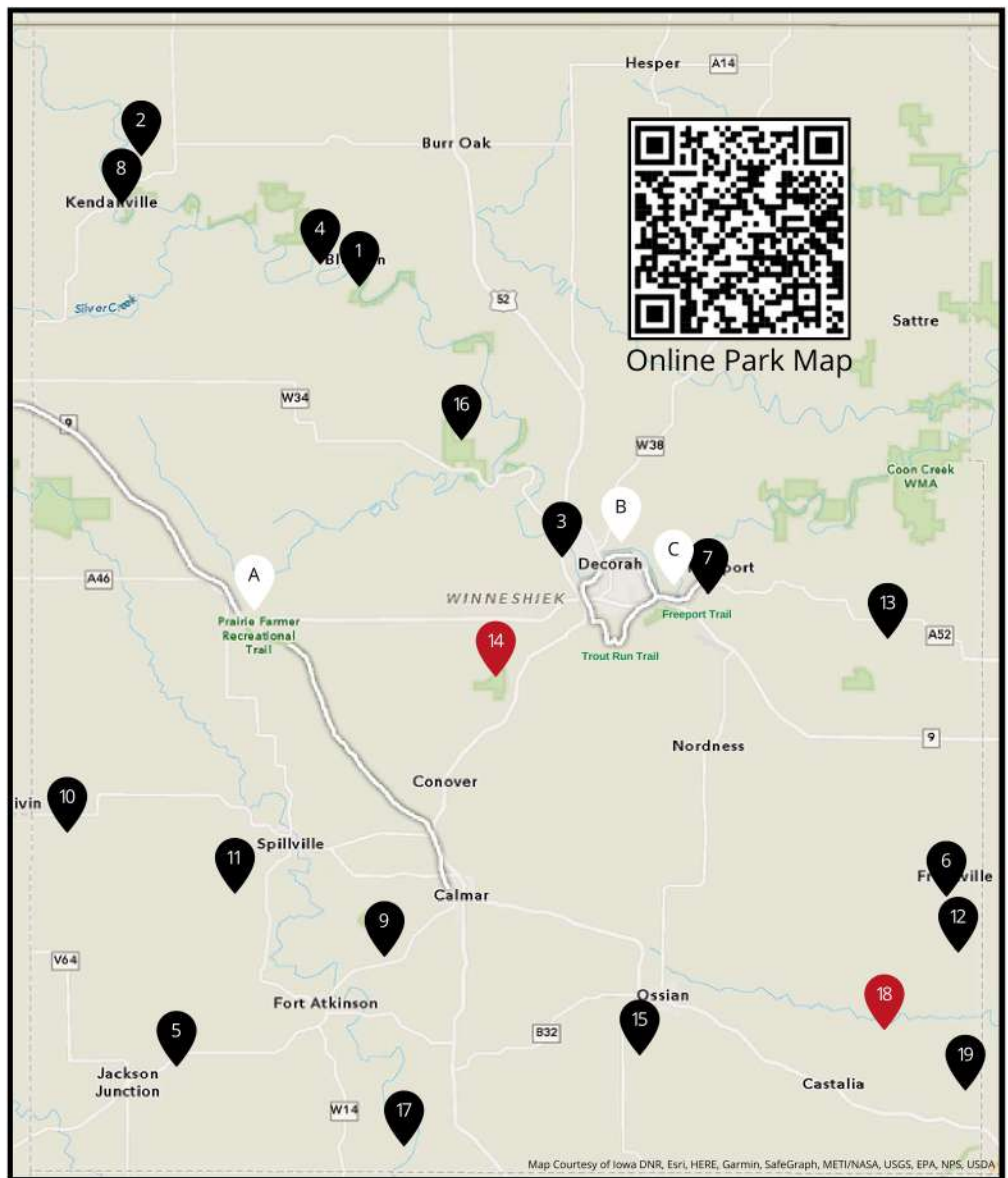 Hesper
A14
2
Burr Oak
8
Kendallville
4
1
Silver Creek
52
Sattre
Online Park Map
W34
9
16
W38
Coon Creek
WMA
B
3
Decorah
C
7
A46
A
WINNESHIEK
Freeport Trail
13
A52
Prairie Farmer
Recreational
Trail
14
Trout Run Trail
Nordness
9
Conover
10
Spillville
11
6
Calmar
12
9
V64
Fort Atkinson
Ossian
18
15
B32
5
19
Jackson
Junction
Castalia
W14
17
Map Courtesy of Iowa DNR, Esri, HERE, Garmin, SafeGraph, METI/NASA, USGS, EPA, NPS, USDA